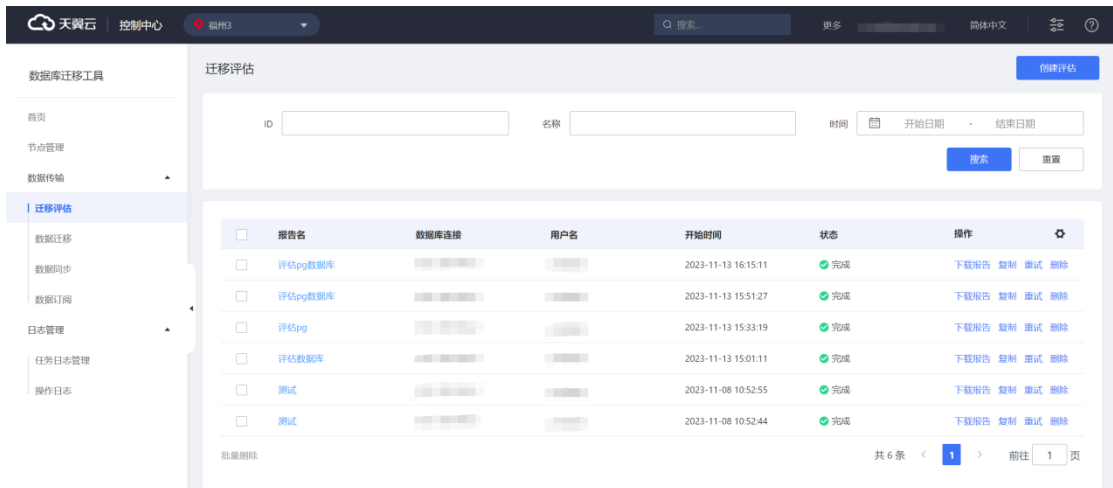 天翼云 控制中心 福州3 搜索... 更多 简体中文
数据库迁移工具
首页
节点管理
数据传输
迁移评估
数据迁移
数据同步
数据订阅
日志管理
任务日志管理
操作日志
迁移评估 创建评估
ID 名称 时间 开始日期 - 结束日期
搜索 重置
报告名 数据库连接 用户名 开始时间 状态 操作
评估pg数据库 2023-11-13 16:15:11 完成 下载报告 复制 重试 删除
评估pg数据库 2023-11-13 15:51:27 完成 下载报告 复制 重试 删除
评估pg 2023-11-13 15:33:19 完成 下载报告 复制 重试 删除
评估数据库 2023-11-13 15:01:11 完成 下载报告 复制 重试 删除
测试 2023-11-08 10:52:55 完成 下载报告 复制 重试 删除
测试 2023-11-08 10:52:44 完成 下载报告 复制 重试 删除
批量删除 共 6 条 < 1 > 前往 1 页